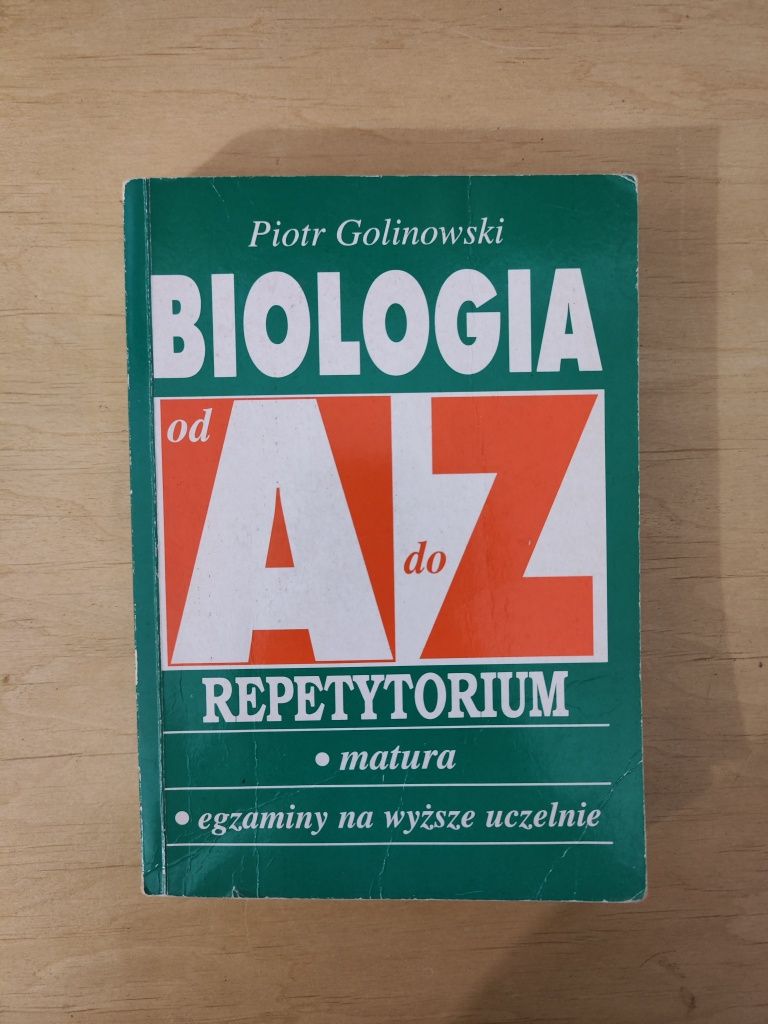 Piotr Golinowski
BIOLOGIA
od A do Z
REPETYTORIUM
• matura
• egzaminy na wyższe uczelnie